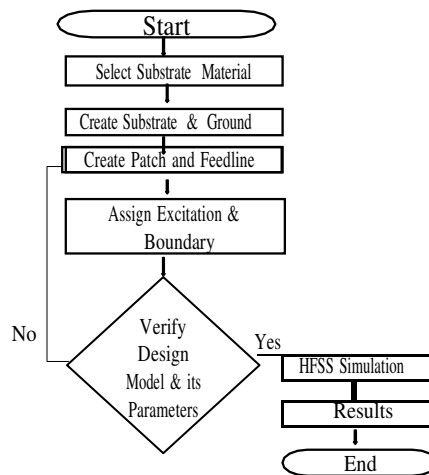 Start
Select Substrate Material
Create Substrate & Ground
Create Patch and Feedline
Assign Excitation &
Boundary
No
Verify
Design
Model & its
Parameters
Yes
HFSS Simulation
Results
End